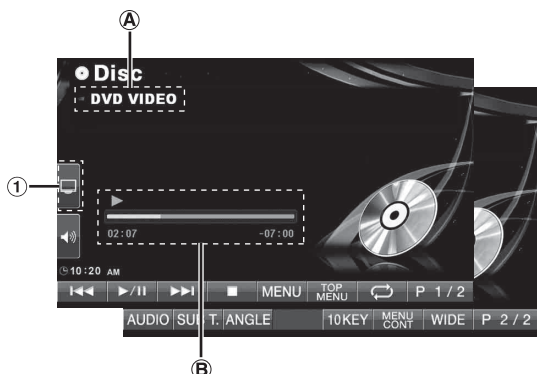 A
Disc
DVD VIDEO
1
02:07 -07:00
10:20 AM
MENU TOP MENU P 1/2
AUDIO SUB T. ANGLE 10KEY MENU CONT WIDE P 2/2
B